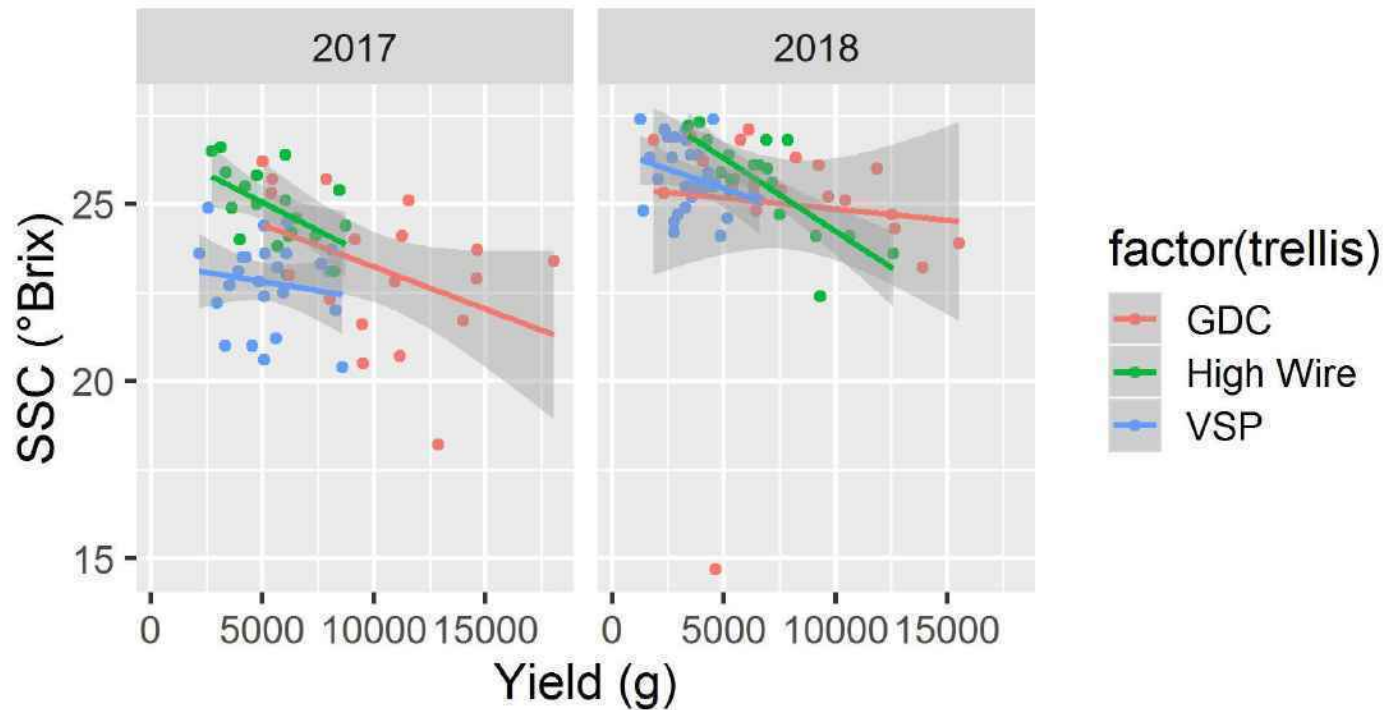 2017 2018
SSC (°Brix)
25
20
15
0 5000 10000 15000 0 5000 10000 15000
Yield (g)
factor(trellis)
GDC
High Wire
VSP